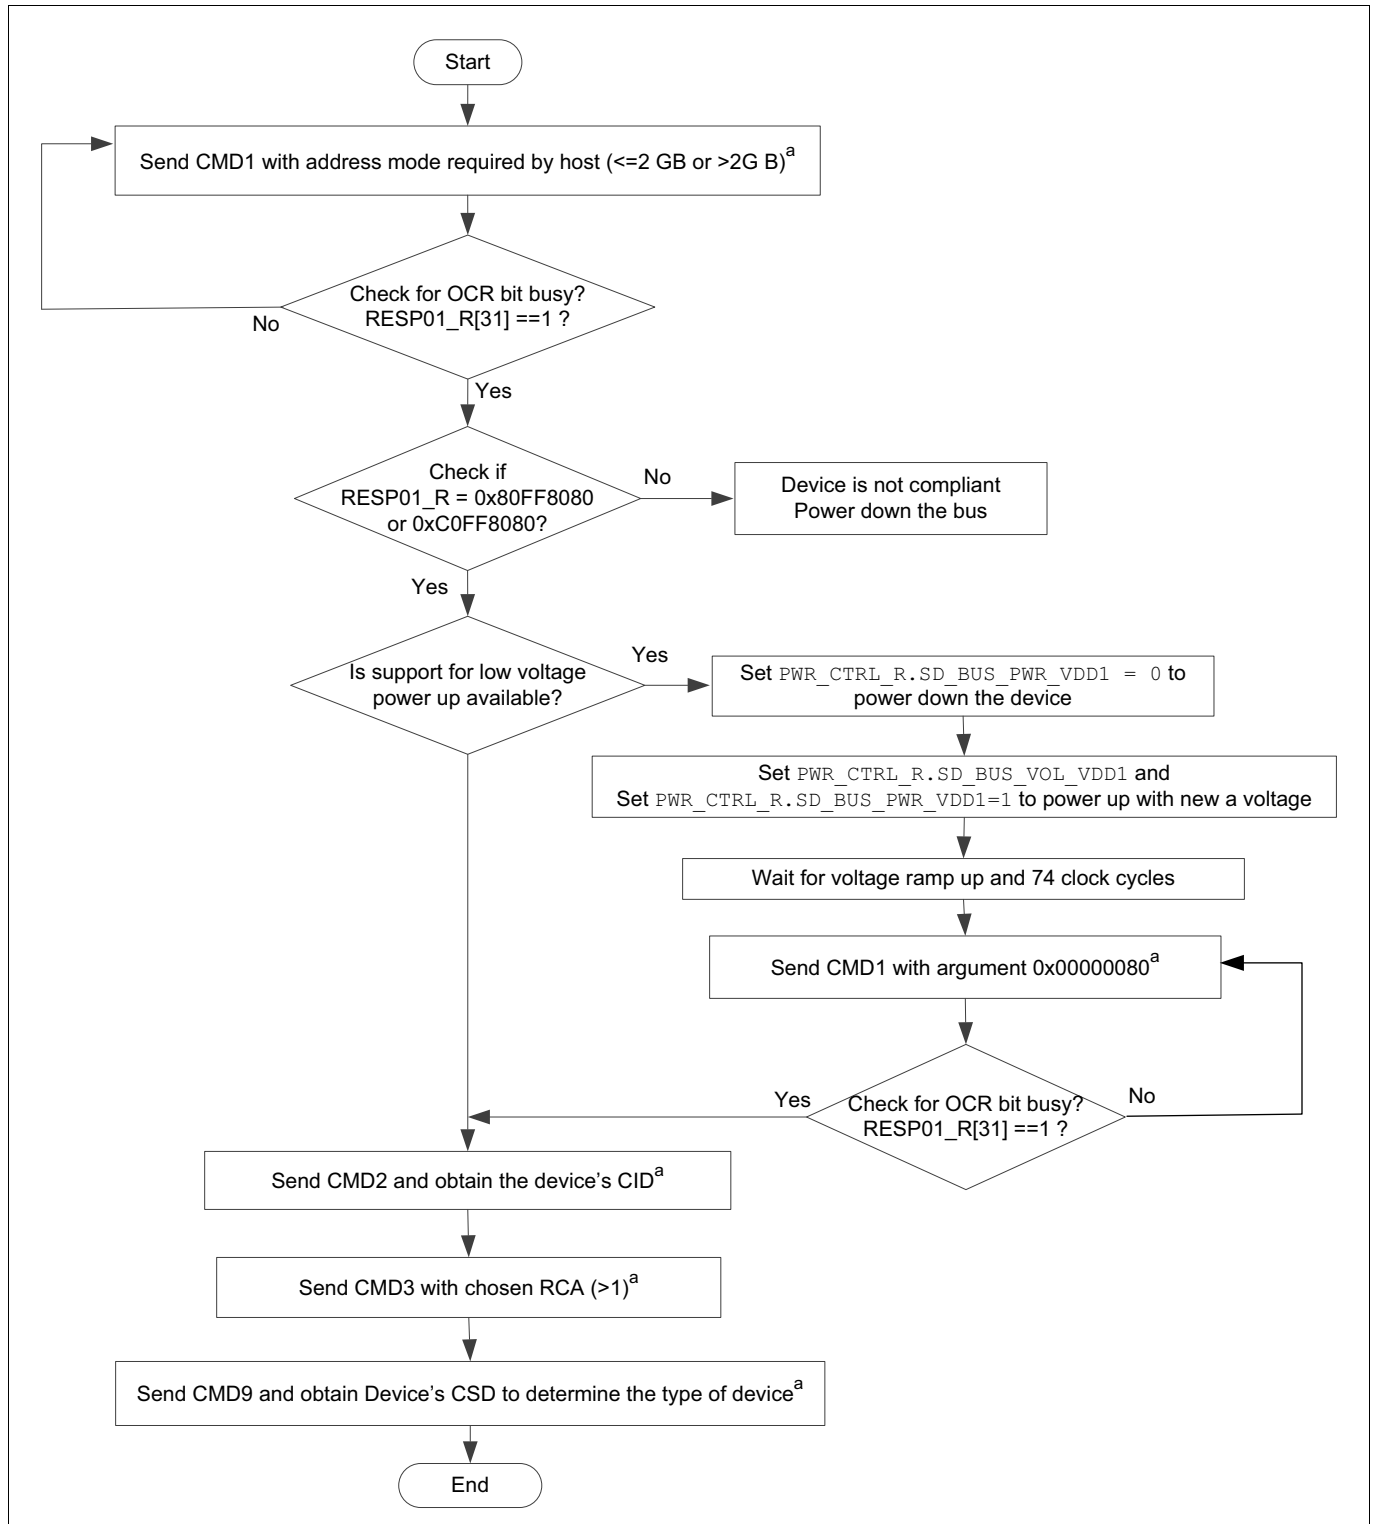 Start
Send CMD1 with address mode required by host (<=2 GB or >2G B)a
Check for OCR bit busy?
RESP01_R[31] ==1 ?
No
Yes
Check if
RESP01_R = 0x80FF8080
or 0xC0FF8080?
No
Device is not compliant
Power down the bus
Yes
Is support for low voltage
power up available?
Yes
Set PWR_CTRL_R.SD_BUS_PWR_VDD1 = 0 to
power down the device
Set PWR_CTRL_R.SD_BUS_VOL_VDD1 and
Set PWR_CTRL_R.SD_BUS_PWR_VDD1=1 to power up with new a voltage
Wait for voltage ramp up and 74 clock cycles
Send CMD1 with argument 0x00000080a
Check for OCR bit busy?
RESP01_R[31] ==1 ?
Yes
No
Send CMD2 and obtain the device’s CIDa
Send CMD3 with chosen RCA (>1)a
Send CMD9 and obtain Device’s CSD to determine the type of devicea
End